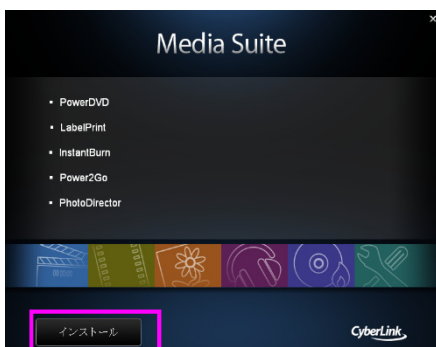 Media Suite
PowerDVD
LabelPrint
InstantBurn
Power2Go
PhotoDirector
インストール
CyberLink